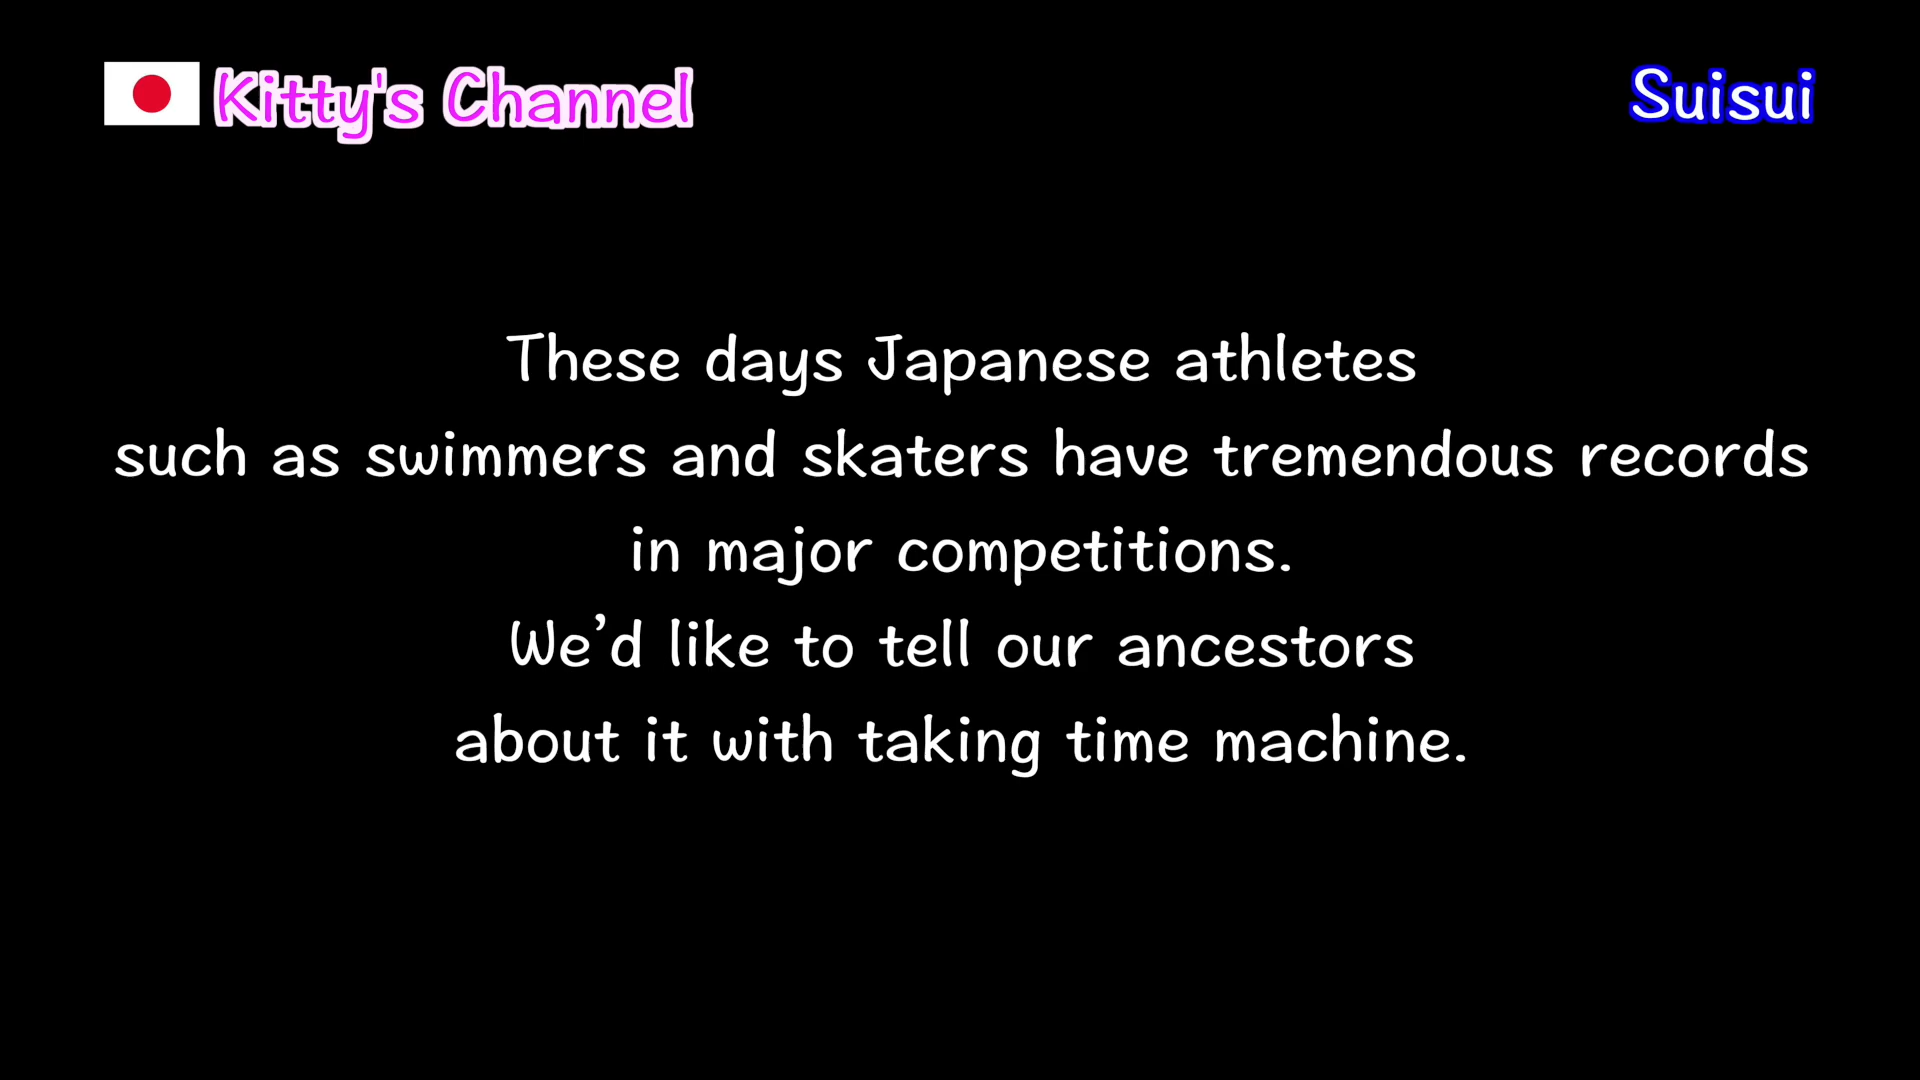 Kitty's Channel
Suisui
These days Japanese athletes
such as swimmers and skaters have tremendous records
in major competitions.
We’d like to tell our ancestors
about it with taking time machine.